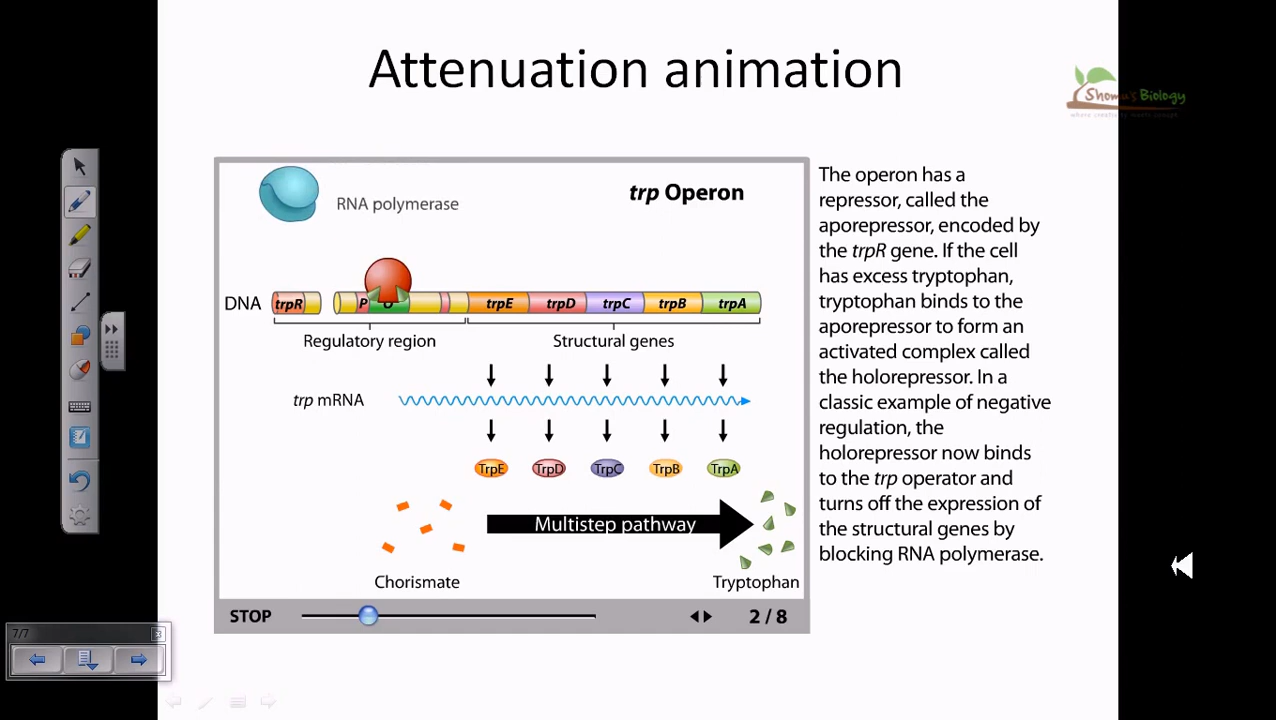 Attenuation animation
Shomu's Biology
RNA polymerase
trp Operon
DNA
trpR
P
O
trpE
trpD
trpC
trpB
trpA
Regulatory region
Structural genes
trp mRNA
TrpE
TrpD
TrpC
TrpB
TrpA
Multistep pathway
Chorismate
Tryptophan
STOP
2 / 8
The operon has a
repressor, called the
aporepressor, encoded by
the trpR gene. If the cell
has excess tryptophan,
tryptophan binds to the
aporepressor to form an
activated complex called
the holorepressor. In a
classic example of negative
regulation, the
holorepressor now binds
to the trp operator and
turns off the expression of
the structural genes by
blocking RNA polymerase.
7/7